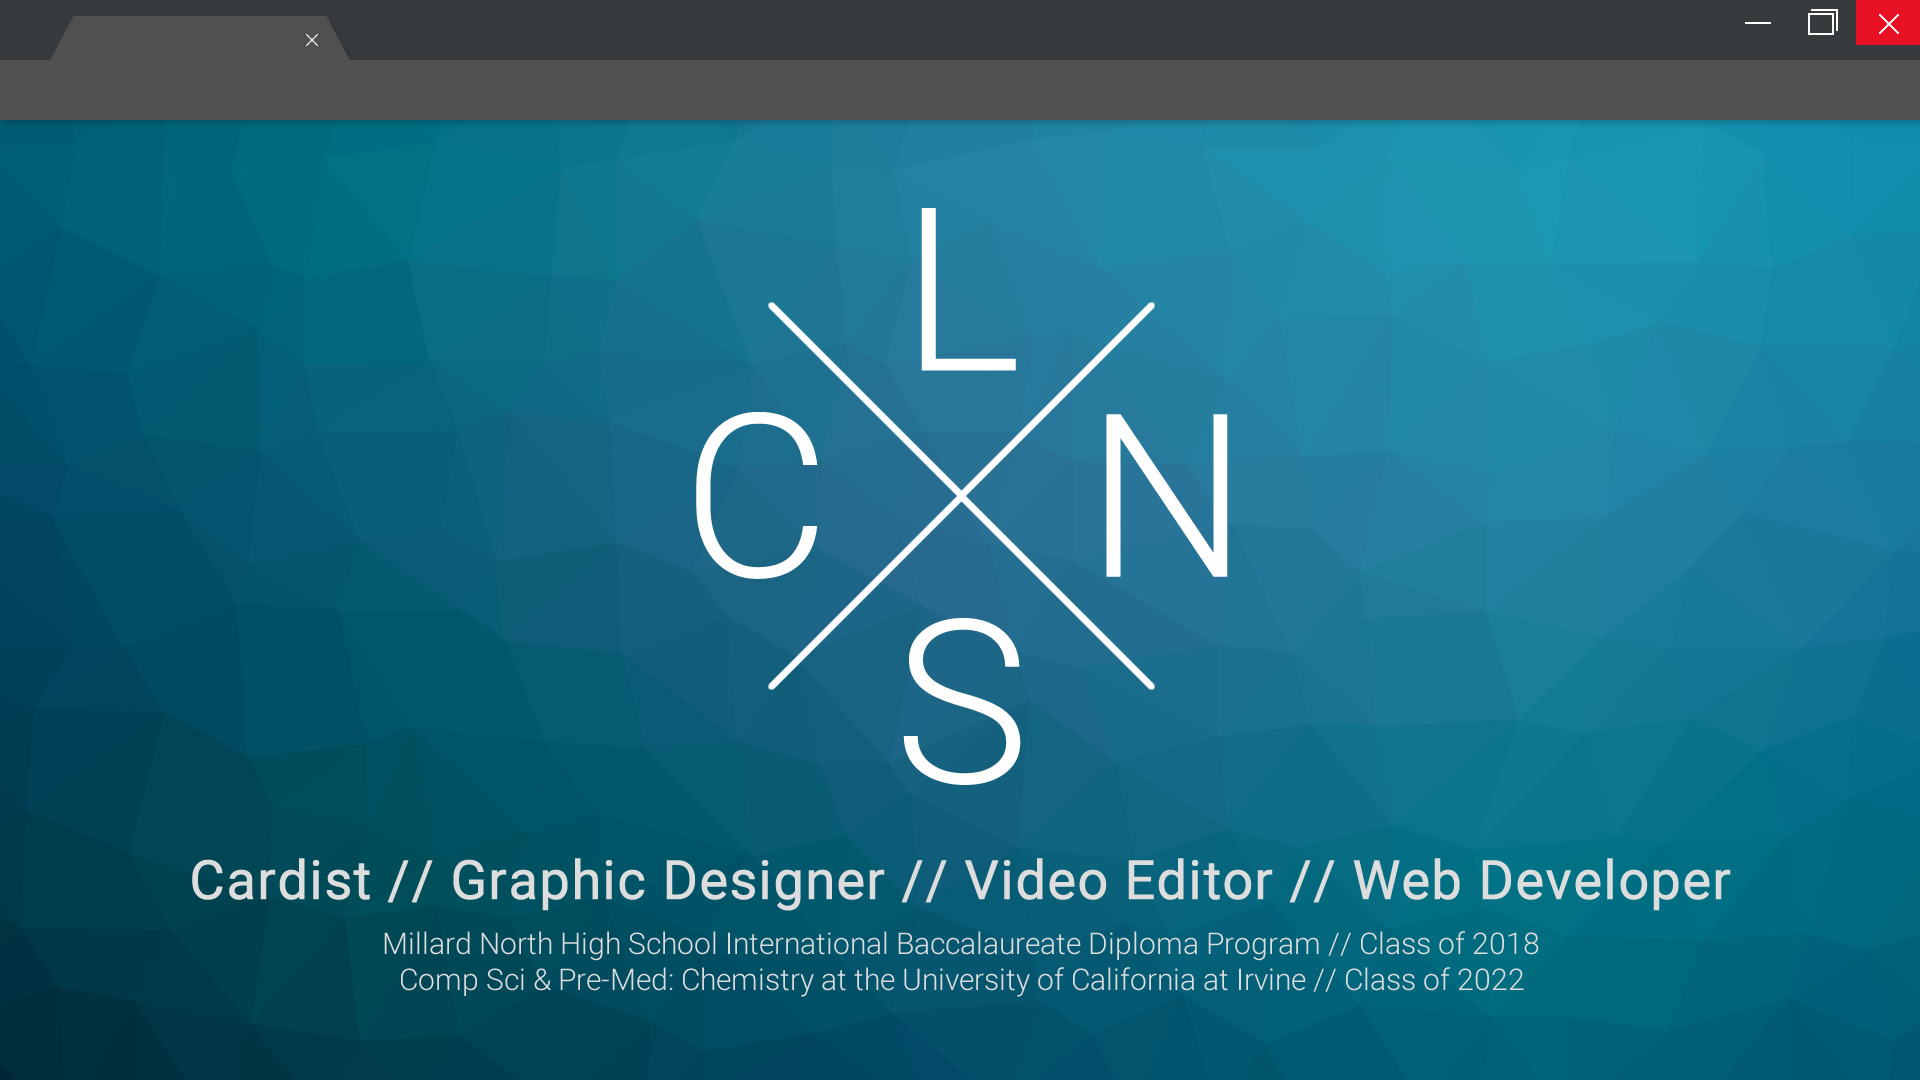 L
C N
S
Cardist // Graphic Designer // Video Editor // Web Developer
Millard North High School International Baccalaureate Diploma Program // Class of 2018
Comp Sci & Pre-Med: Chemistry at the University of California at Irvine // Class of 2022